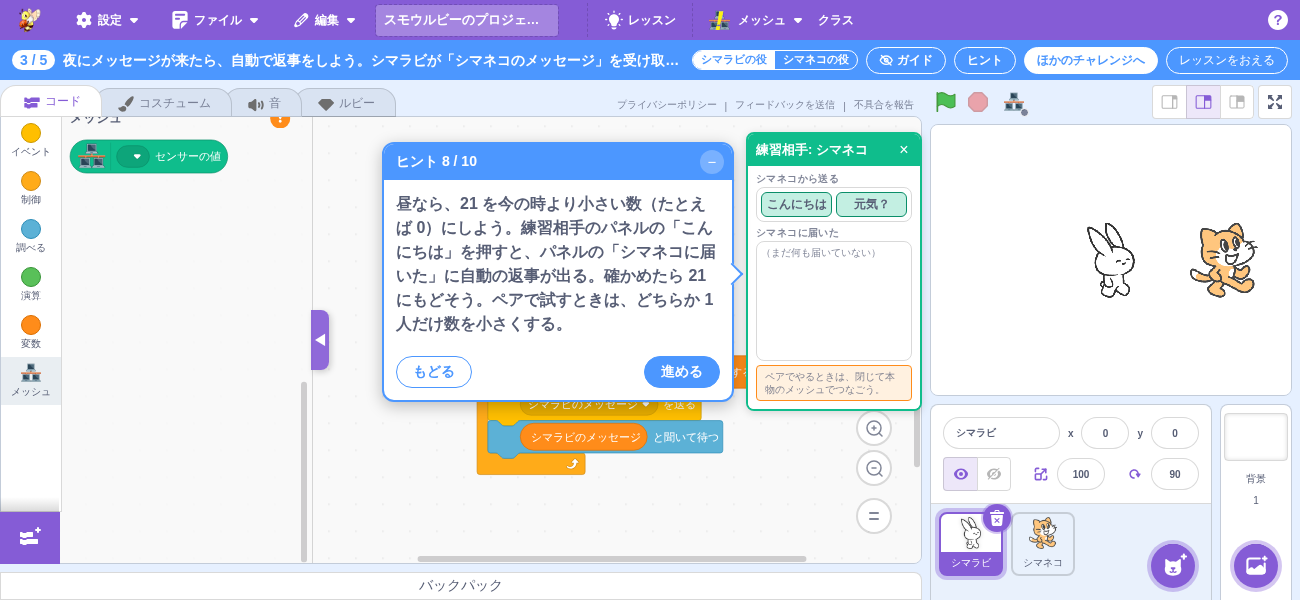 設定
ファイル
編集
スモウルビーのプロジェ…
レッスン
メッシュ
クラス
?
3 / 5
夜にメッセージが来たら、自動で返事をしよう。シマラビが「シマネコのメッセージ」を受け取…
シマラビの役
シマネコの役
ガイド
ヒント
ほかのチャレンジへ
レッスンをおえる
コード
コスチューム
音
ルビー
プライバシーポリシー | フィードバックを送信 | 不具合を報告
イベント
制御
調べる
演算
変数
メッシュ
メッシュ
センサーの値
ヒント 8 / 10
昼なら、21 を今の時より小さい数（たとえ
ば 0）にしよう。練習相手のパネルの「こん
にちは」を押すと、パネルの「シマネコに届
いた」に自動の返事が出る。確かめたら 21
にもどそう。ペアで試すときは、どちらか 1
人だけ数を小さくする。
もどる
進める
練習相手: シマネコ
×
シマネコから送る
こんにちは
元気？
シマネコに届いた
（まだ何も届いていない）
ペアでやるときは、閉じて本
物のメッシュでつなごう。
シマラビのメッセージ
を送る
シマラビのメッセージ
と聞いて待つ
バックパック
シマラビ
x
0
y
0
100
90
シマラビ
シマネコ
背景
1